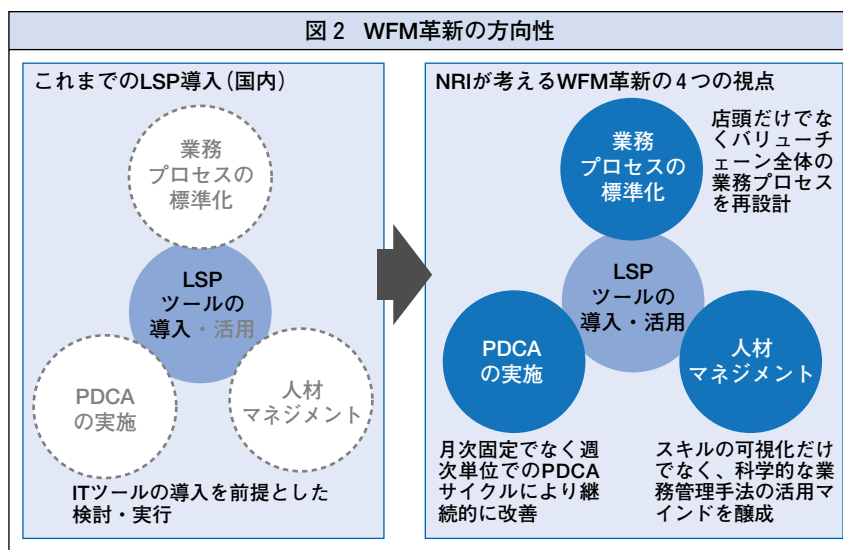 図2 WFM革新の方向性
これまでのLSP導入(国内)
業務
プロセスの
標準化
LSP
ツールの
導入・活用
PDCA
の実施
人材
マネジメント
ITツールの導入を前提とした
検討・実行
NRIが考えるWFM革新の4つの視点
業務
プロセスの
標準化
店頭だけでな
くバリューチ
ェーン全体の
業務プロセス
を再設計
LSP
ツールの
導入・活用
PDCA
の実施
人材
マネジメント
月次固定でなく週
次単位でのPDCA
サイクルにより継
続的に改善
スキルの可視化だけ
でなく、科学的な業
務管理手法の活用マ
インドを醸成